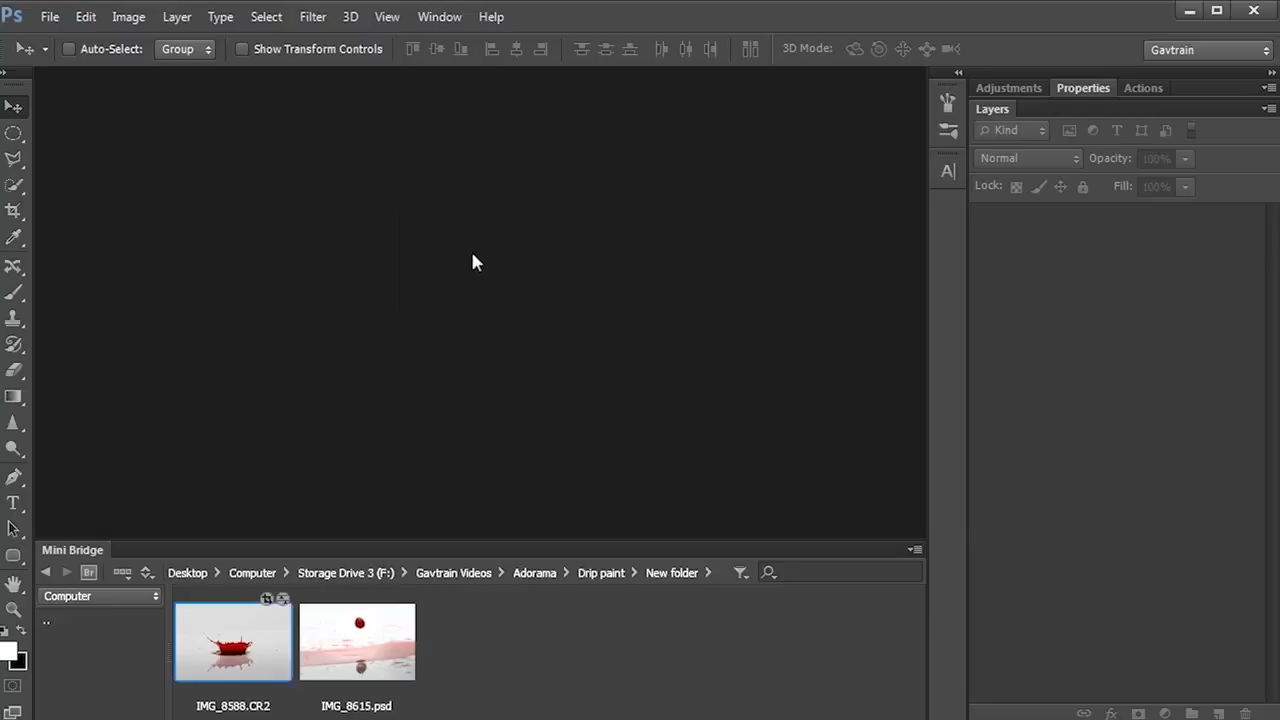 Ps File Edit Image Layer Type Select Filter 3D View Window Help
Auto-Select: Group Show Transform Controls 3D Mode: Gavtrain
Adjustments Properties Actions
Layers
Kind
Normal Opacity: 100%
Lock: Fill: 100%
Mini Bridge
Br Desktop Computer Storage Drive 3 (F:) Gavtrain Videos Adorama Drip paint New folder
Computer
..
IMG_8588.CR2 IMG_8615.psd